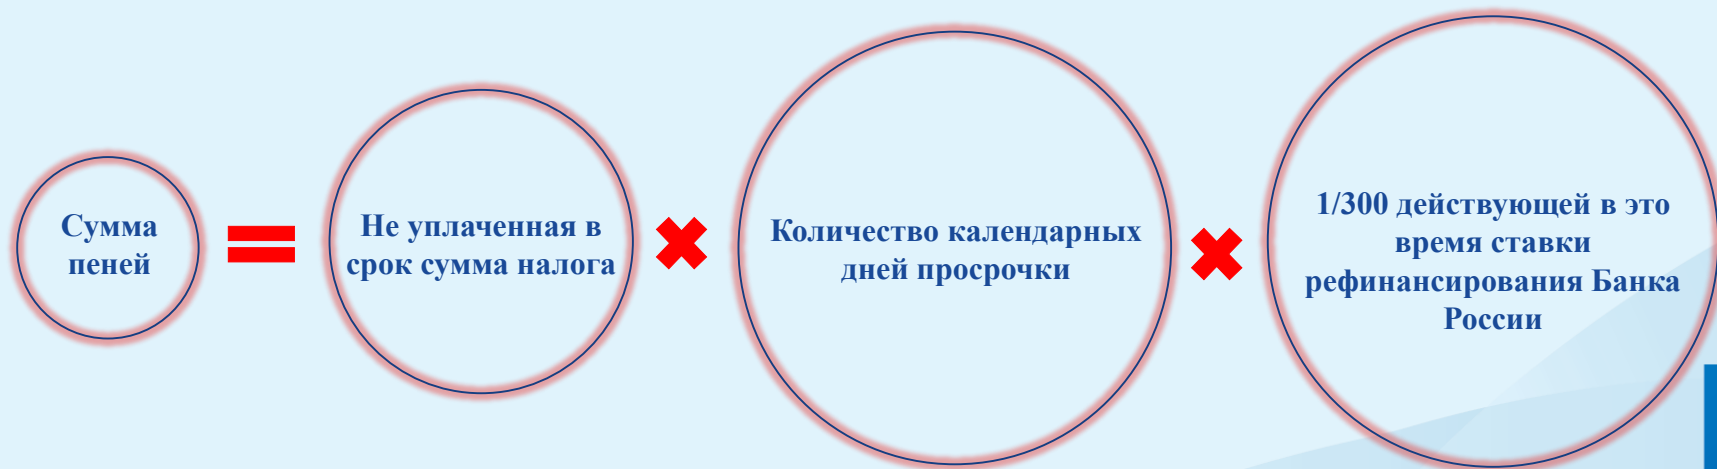 Сумма
пеней
=
Не уплаченная в
срок сумма налога
×
Количество календарных
дней просрочки
×
1/300 действующей в это
время ставки
рефинансирования Банка
России